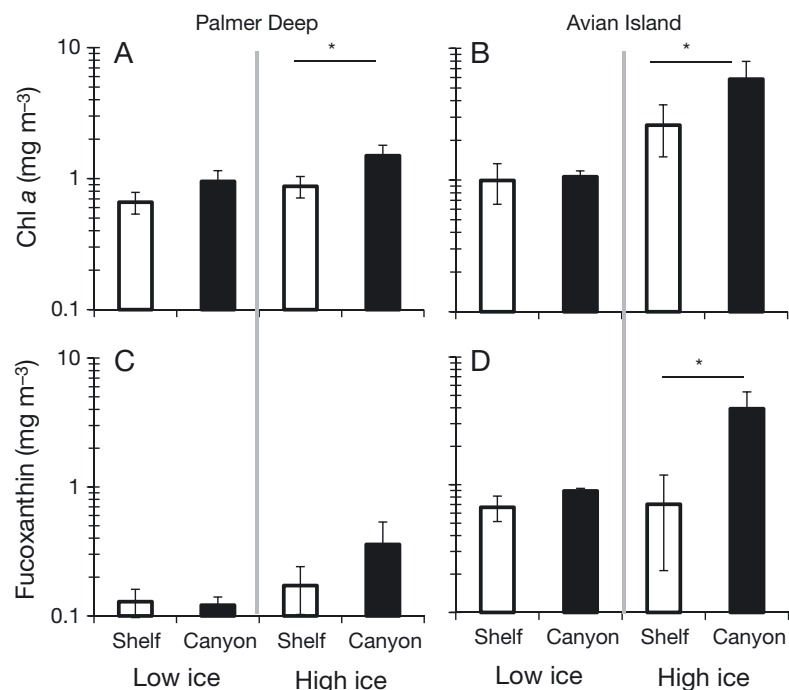 Palmer Deep Avian Island
A * B *
10
1
0.1
Chl a (mg m–3)
C D *
10
1
0.1
Fucoxanthin (mg m–3)
Shelf Canyon Shelf Canyon Shelf Canyon Shelf Canyon
Low ice High ice Low ice High ice